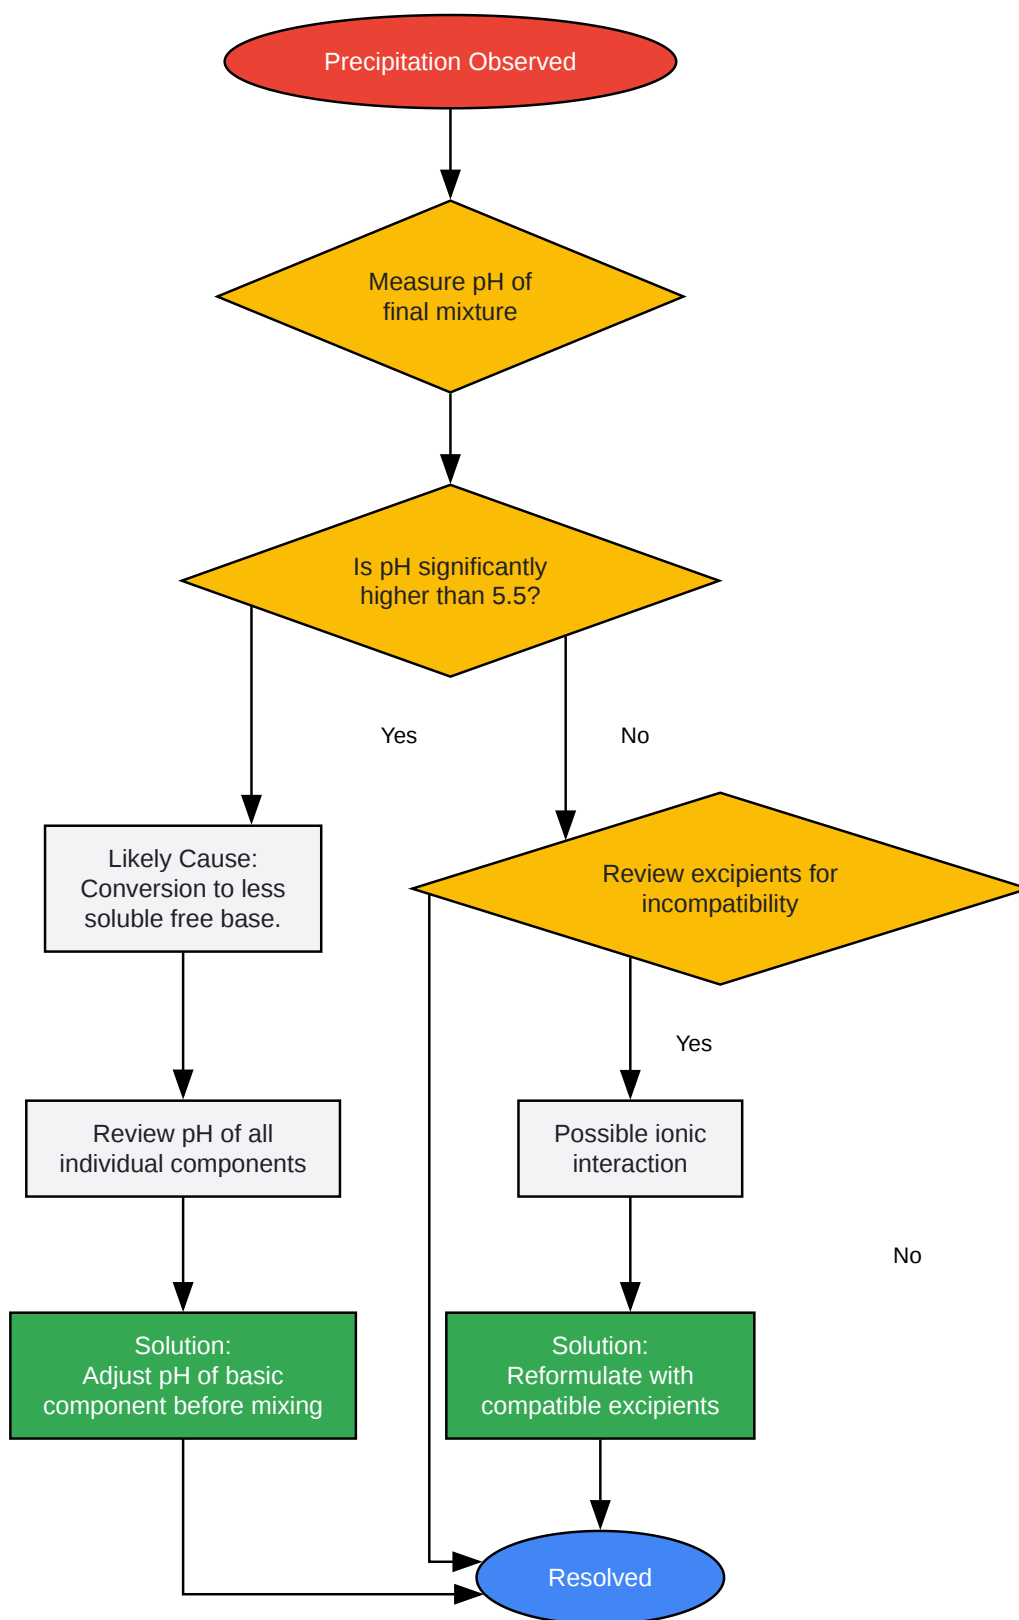 Precipitation Observed
Measure pH of
final mixture
Is pH significantly
higher than 5.5?
Yes
No
Likely Cause:
Conversion to less
soluble free base.
Review excipients for
incompatibility
Yes
Review pH of all
individual components
Possible ionic
interaction
No
Solution:
Adjust pH of basic
component before mixing
Solution:
Reformulate with
compatible excipients
Resolved